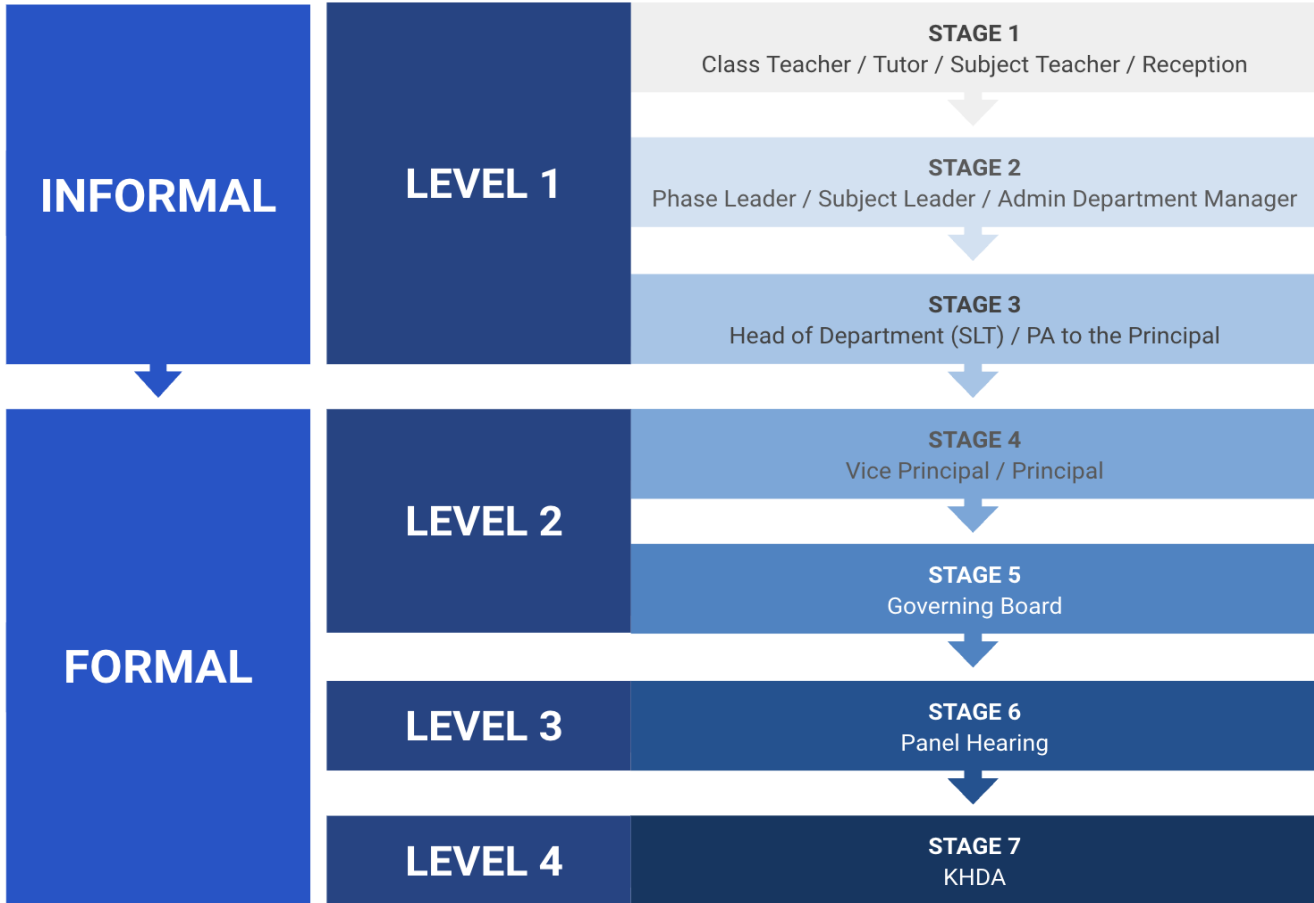 INFORMAL
LEVEL 1
STAGE 1
Class Teacher / Tutor / Subject Teacher / Reception
STAGE 2
Phase Leader / Subject Leader / Admin Department Manager
STAGE 3
Head of Department (SLT) / PA to the Principal
FORMAL
LEVEL 2
STAGE 4
Vice Principal / Principal
STAGE 5
Governing Board
LEVEL 3
STAGE 6
Panel Hearing
LEVEL 4
STAGE 7
KHDA